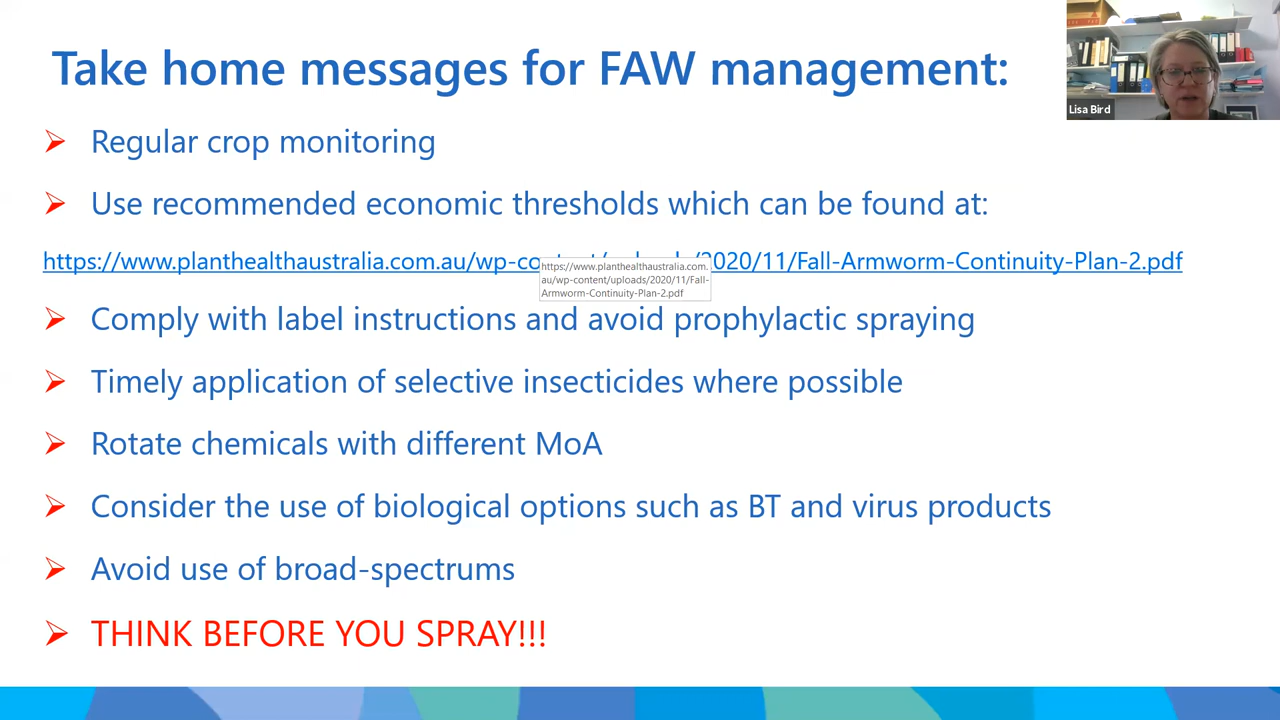 Take home messages for FAW management:
Lisa Bird
Regular crop monitoring
Use recommended economic thresholds which can be found at:
https://www.planthealthaustralia.com.au/wp-content/uploads/2020/11/Fall-Armworm-Continuity-Plan-2.pdf
https://www.planthealthaustralia.com.
au/wp-content/uploads/2020/11/Fall-
Armworm-Continuity-Plan-2.pdf
Comply with label instructions and avoid prophylactic spraying
Timely application of selective insecticides where possible
Rotate chemicals with different MoA
Consider the use of biological options such as BT and virus products
Avoid use of broad-spectrums
THINK BEFORE YOU SPRAY!!!